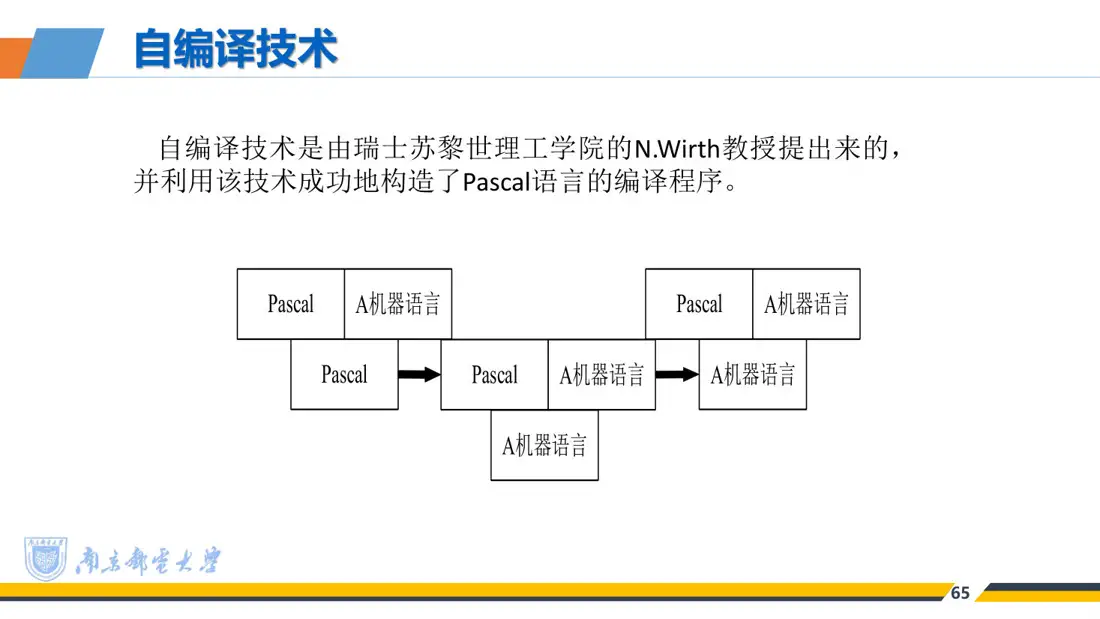 自编译技术
自编译技术是由瑞士苏黎世理工学院的N.Wirth教授提出来的，
并利用该技术成功地构造了Pascal语言的编译程序。
Pascal A机器语言 Pascal A机器语言
Pascal Pascal A机器语言 A机器语言
A机器语言
南京邮电大学
65